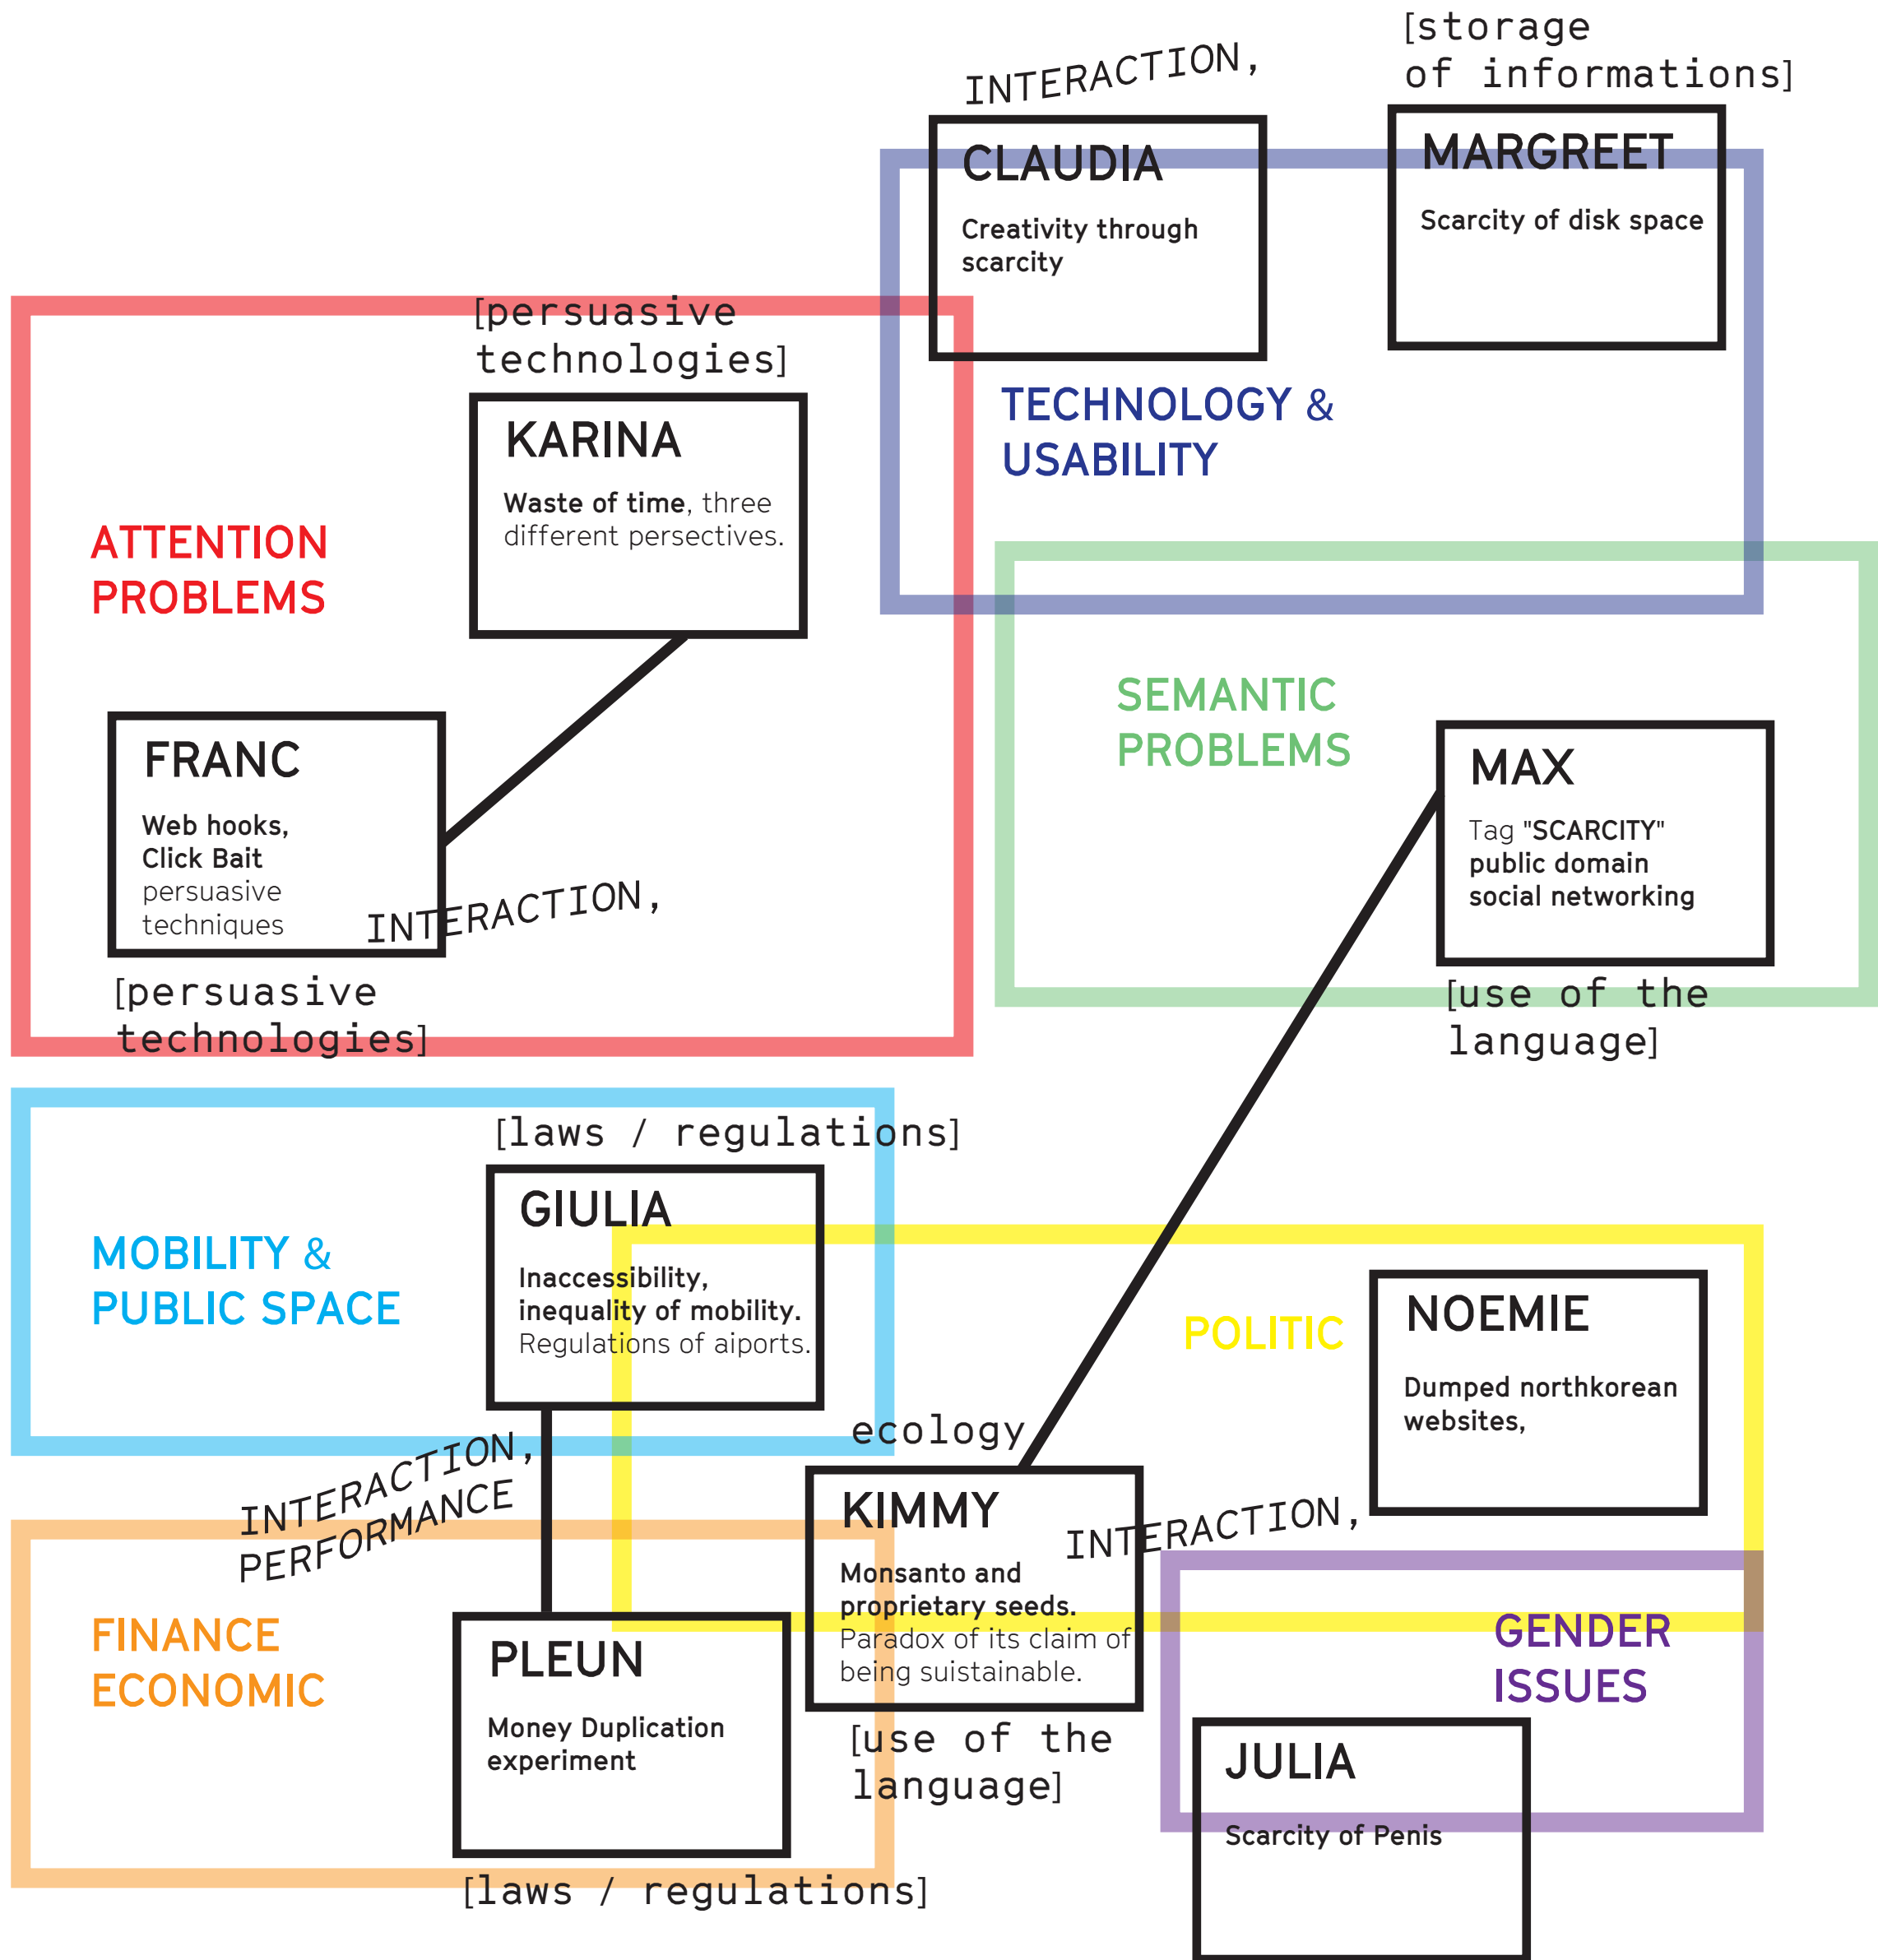 [storage
of informations]
INTERACTION,
CLAUDIA
Creativity through
scarcity
MARGREET
Scarcity of disk space
TECHNOLOGY &
USABILITY
[persuasive
technologies]
KARINA
Waste of time, three
different persectives.
ATTENTION
PROBLEMS
FRANC
Web hooks,
Click Bait
persuasive
techniques
INTERACTION,
[persuasive
technologies]
SEMANTIC
PROBLEMS
MAX
Tag "SCARCITY"
public domain
social networking
[use of the
language]
[laws / regulations]
GIULIA
Inaccessibility,
inequality of mobility.
Regulations of aiports.
MOBILITY &
PUBLIC SPACE
POLITIC
NOEMIE
Dumped northkorean
websites,
INTERACTION,
PERFORMANCE
ecology
KIMMY
Monsanto and
proprietary seeds.
Paradox of its claim of
being suistainable.
INTERACTION,
[use of the
language]
FINANCE
ECONOMIC
PLEUN
Money Duplication
experiment
[laws / regulations]
GENDER
ISSUES
JULIA
Scarcity of Penis